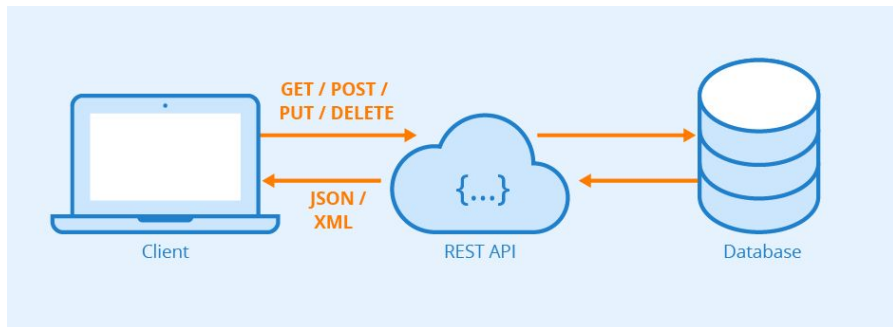 GET / POST /
PUT / DELETE
{...}
JSON /
XML
Client
REST API
Database